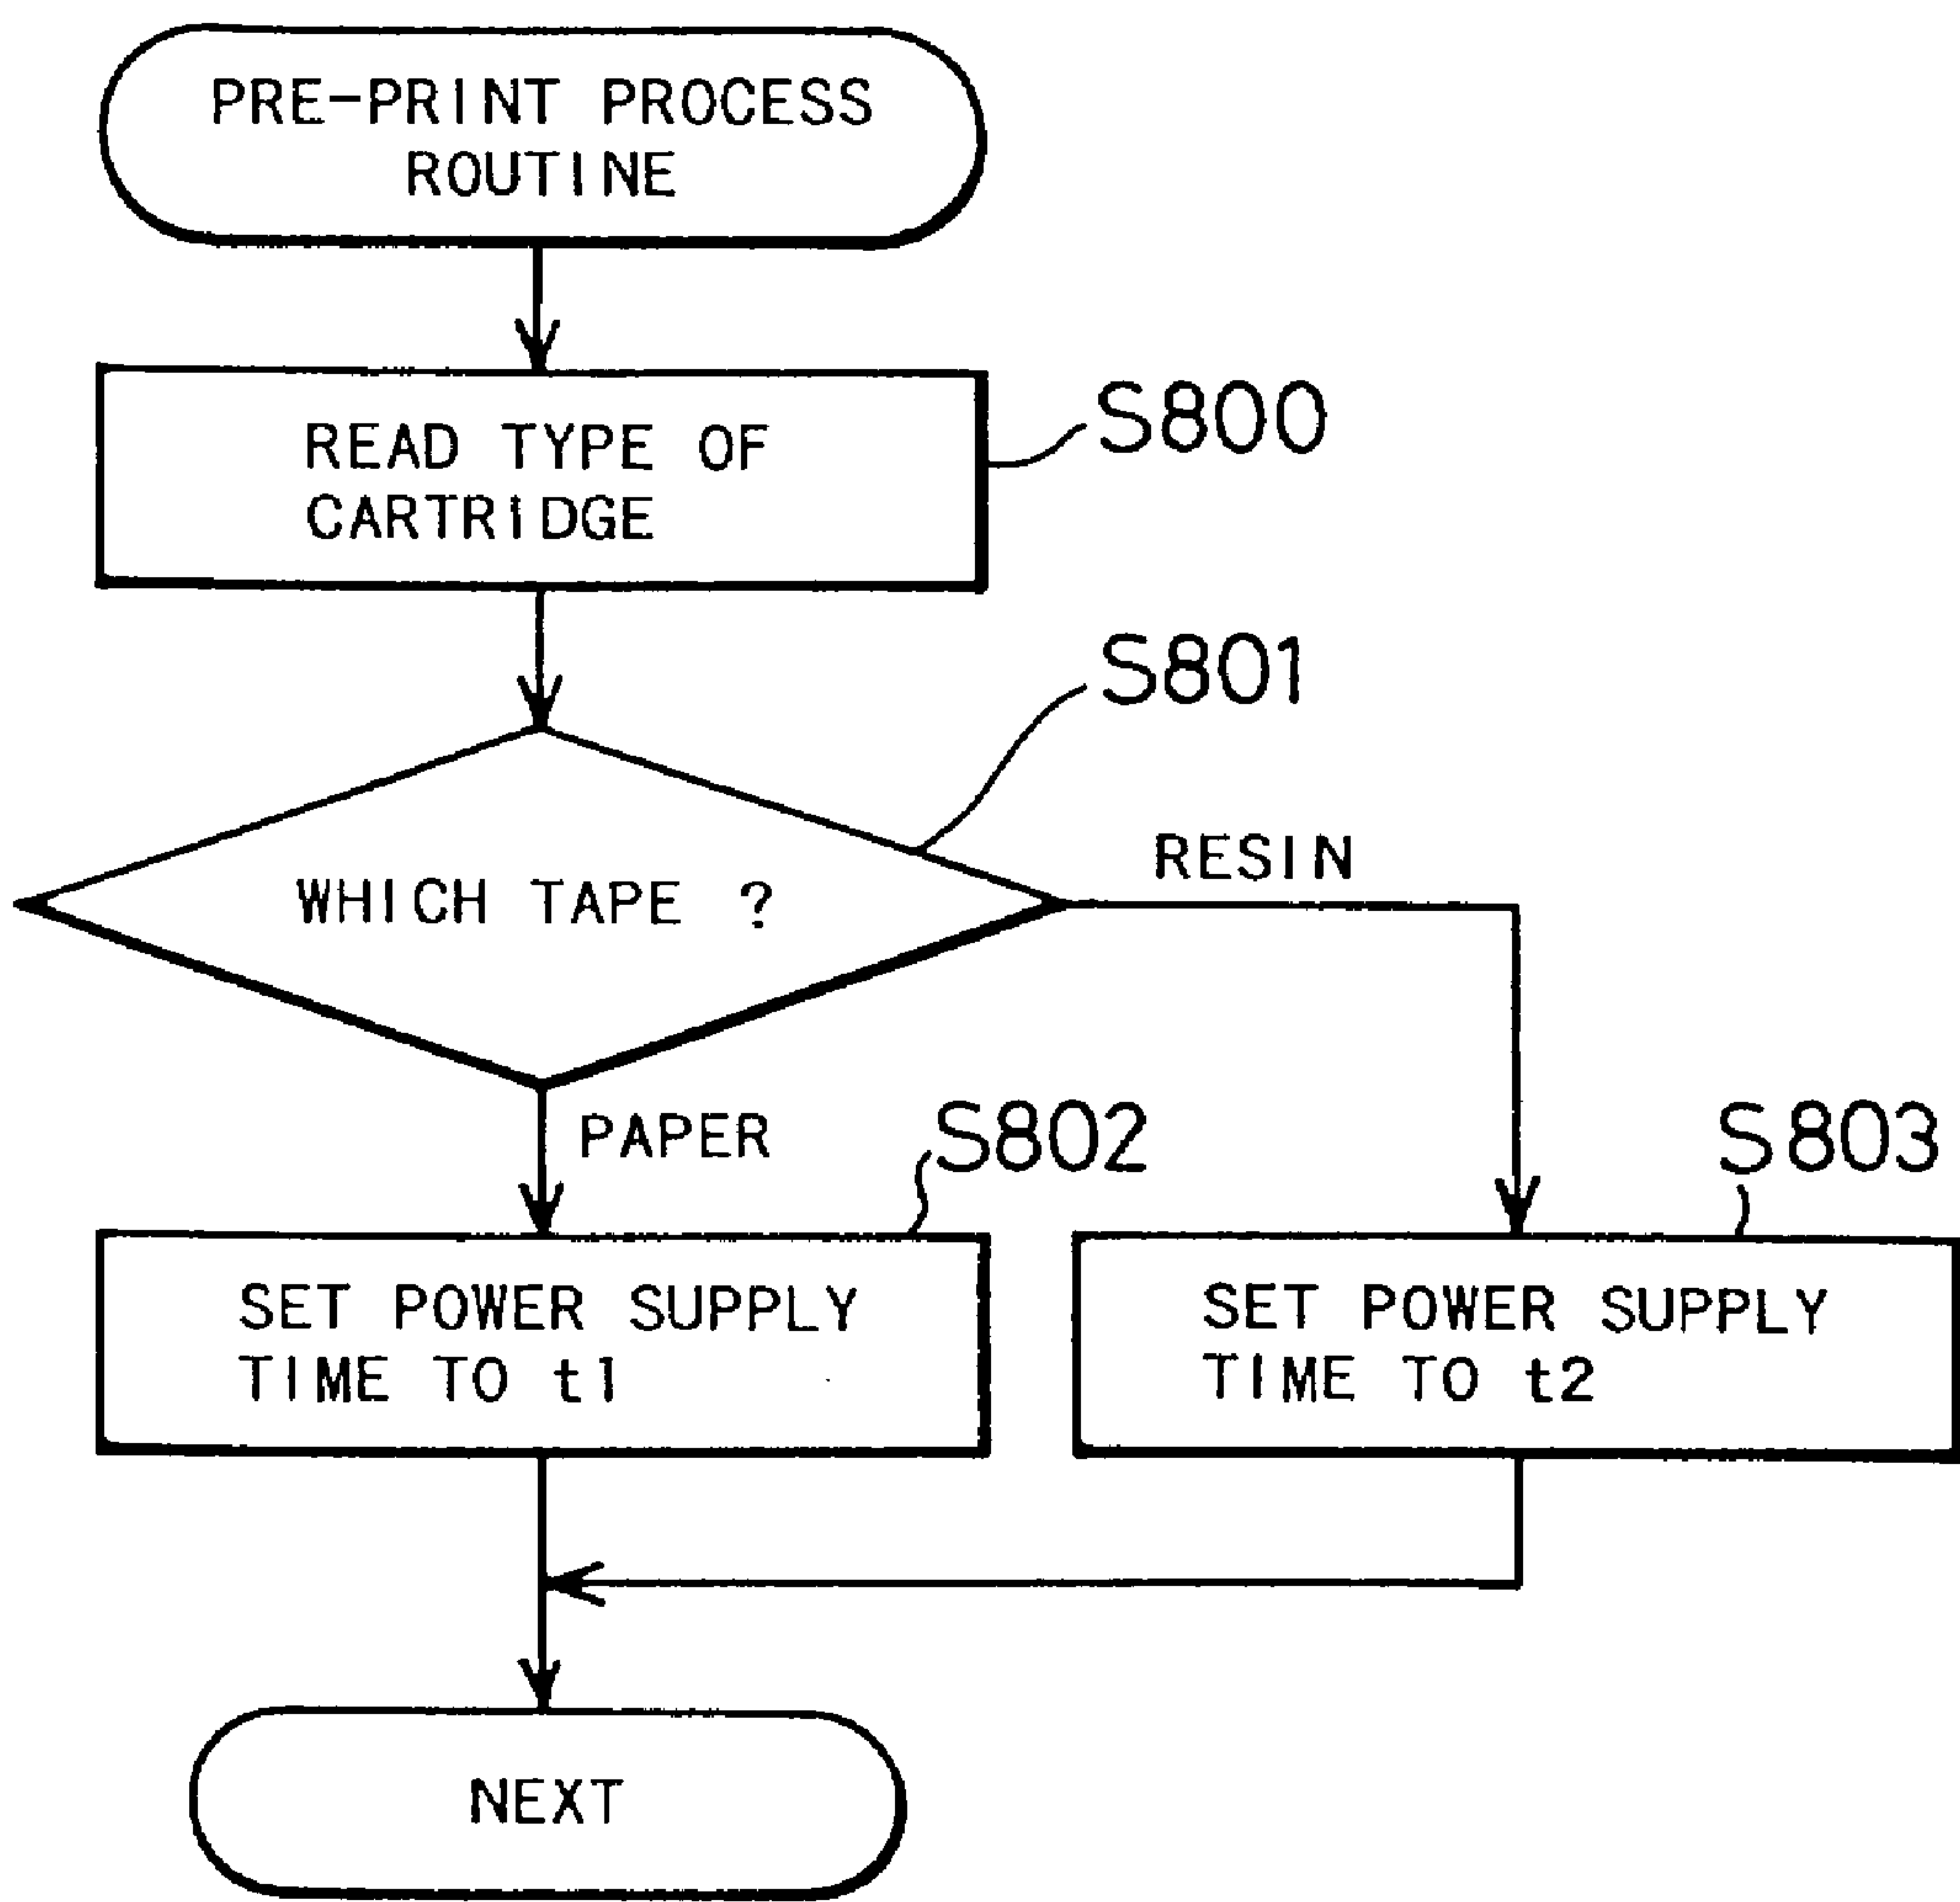 PRE-PRINT PROCESS
ROUTINE
READ TYPE OF
CARTRiDGE
S800
S801
WHICH TAPE ?
RESIN
PAPER
S802
S803
SET POWER SUPPLY
TIME TO t1
SET POWER SUPPLY
TIME TO t2
NEXT